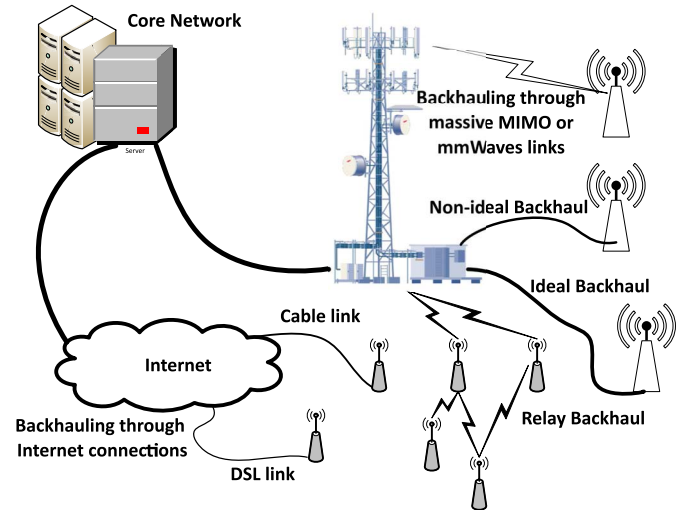 Core Network
Server
Backhauling through
massive MIMO or
mmWaves links
Non-ideal Backhaul
Ideal Backhaul
Cable link
Internet
Relay Backhaul
Backhauling through
Internet connections
DSL link